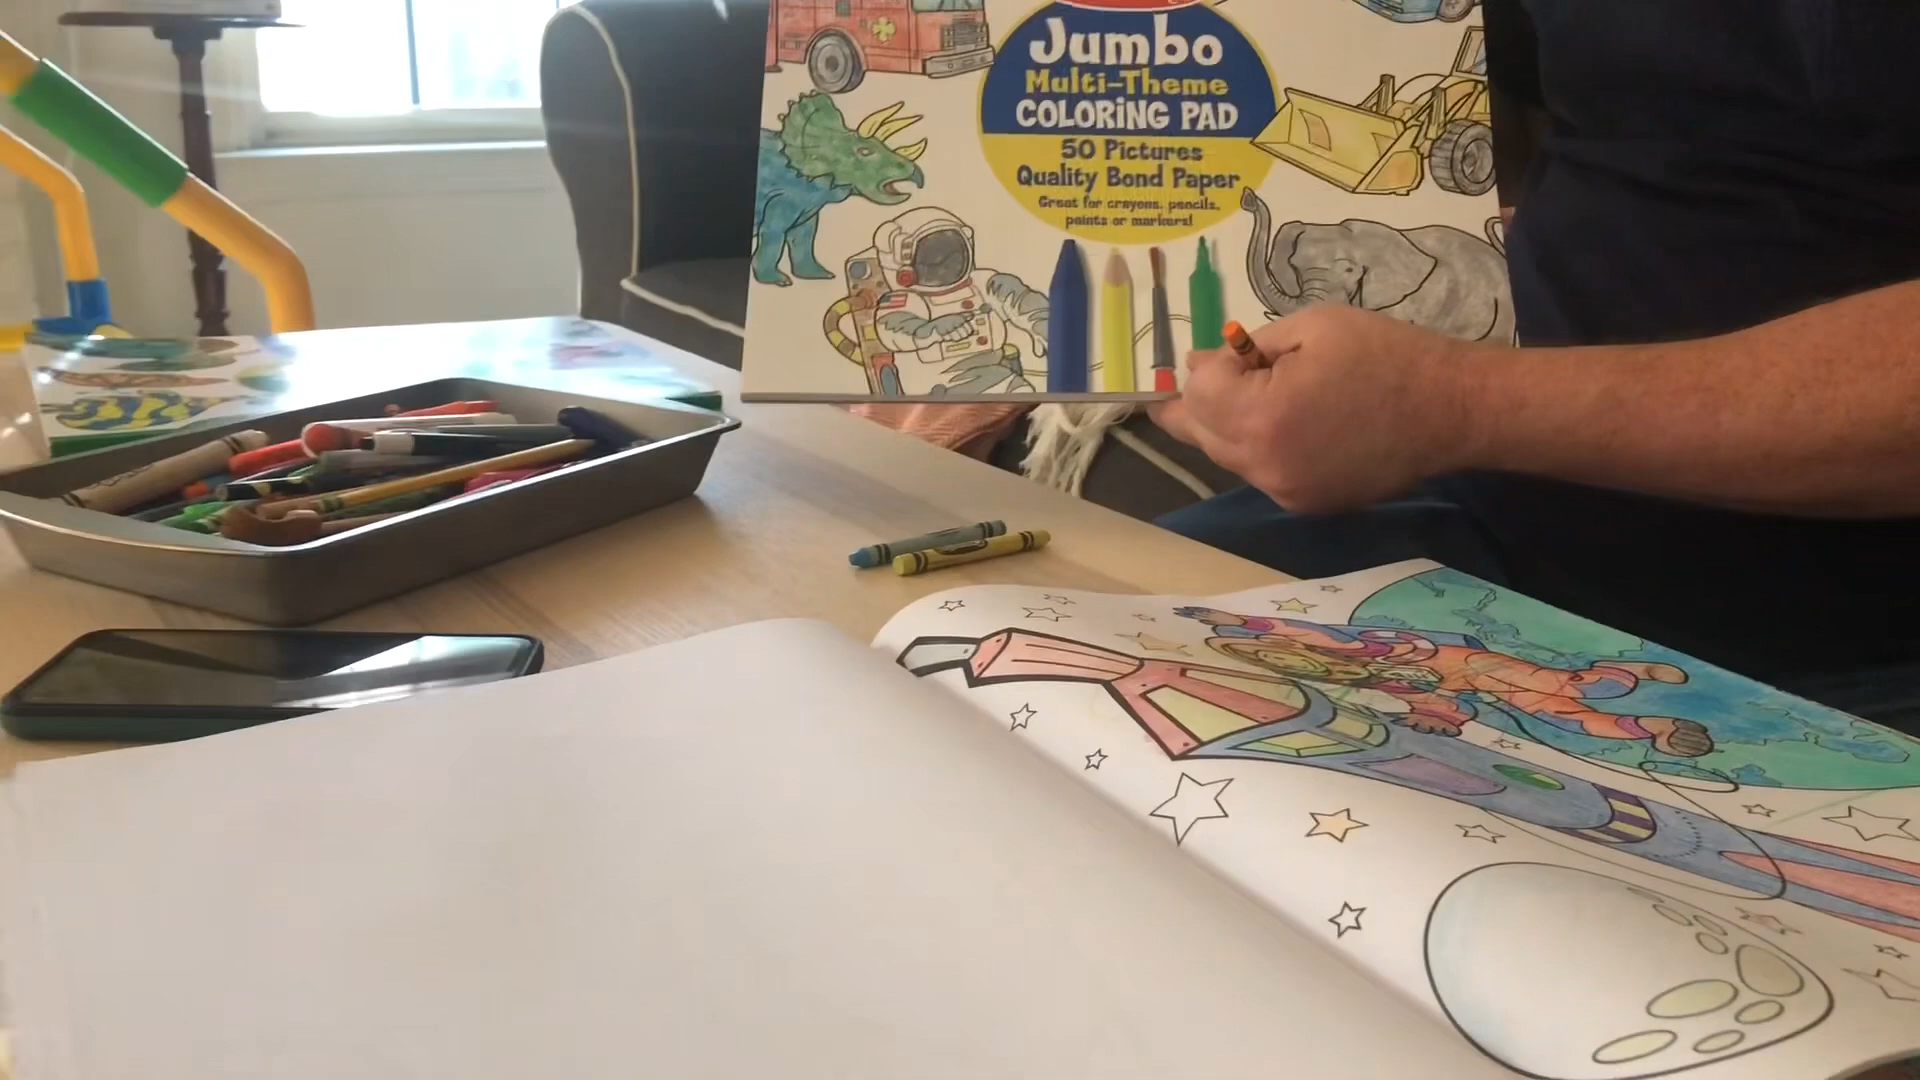 Jumbo
Multi-Theme
COLORING PAD
50 Pictures
Quality Bond Paper
Great for crayons, pencils,
paints or markers!